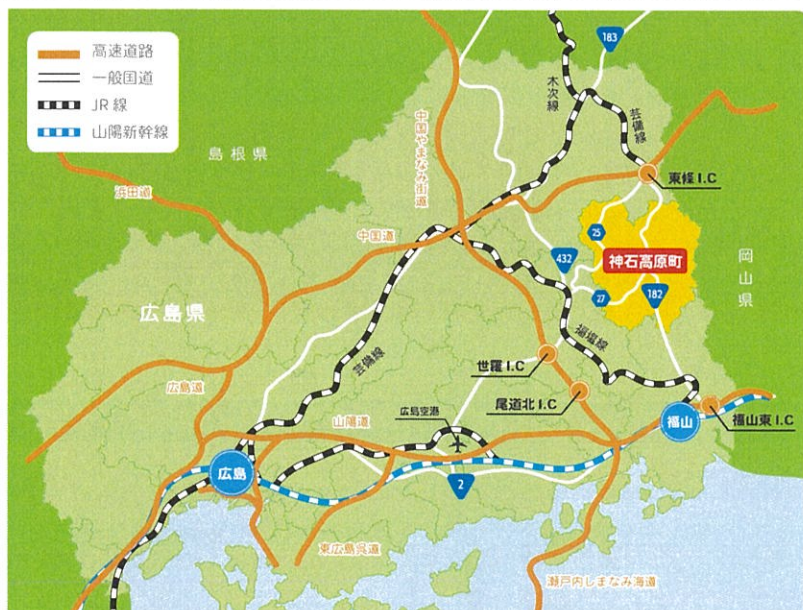 高速道路
一般国道
JR線
山陽新幹線
183
木次線
芸備線
中国やまなみ街道
島根県
浜田道
東條I.C
中国道
25
432
神石高原町
岡山県
27
182
広島県
芸備線
福塩線
世羅I.C
広島道
尾道北I.C
広島空港
山陽道
福山
福山東I.C
広島
2
東広島呉道
瀬戸内しまなみ海道